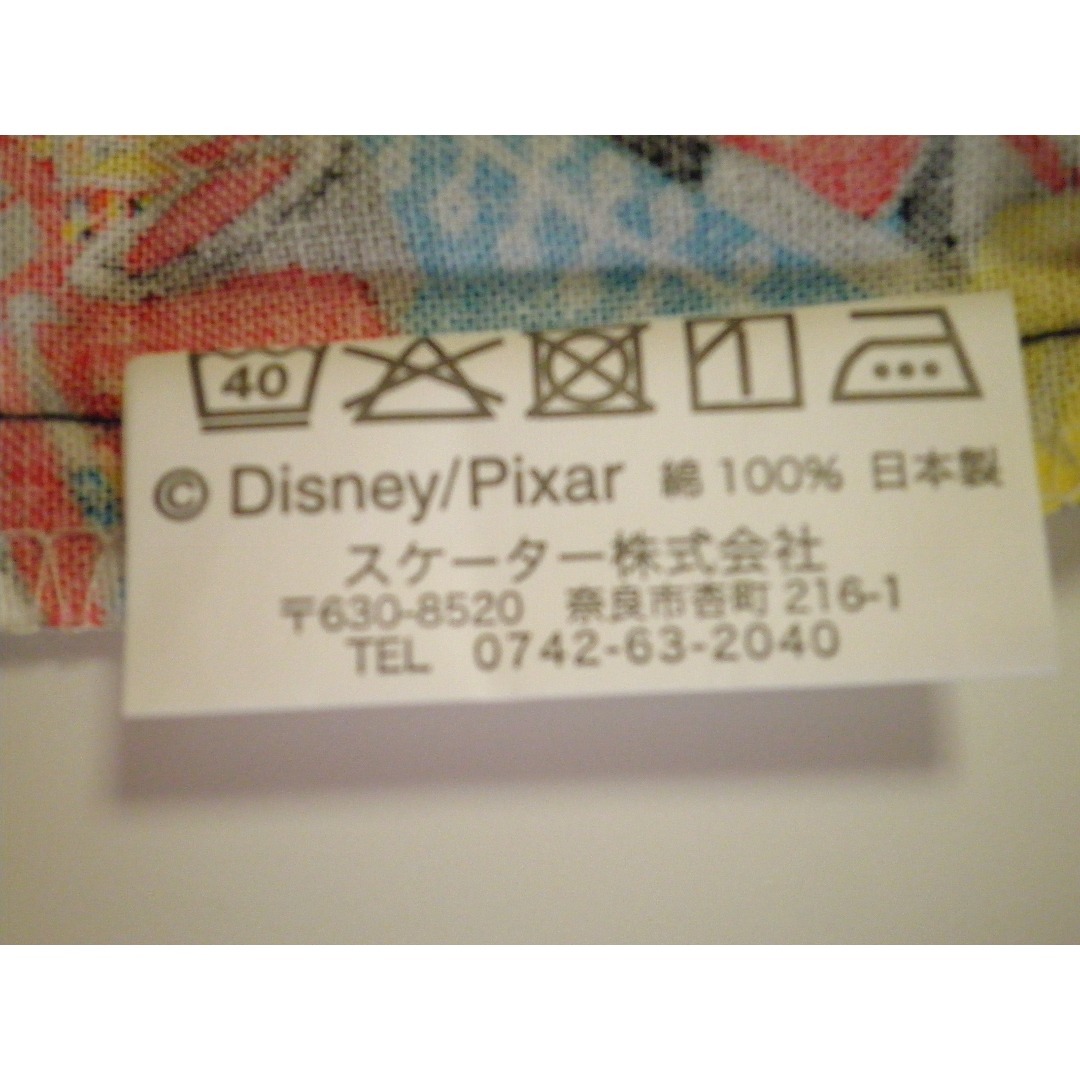 40
© Disney/Pixar 綿 100% 日本製
スケーター株式会社
〒630-8520 奈良市杏町 216-1
TEL 0742-63-2040